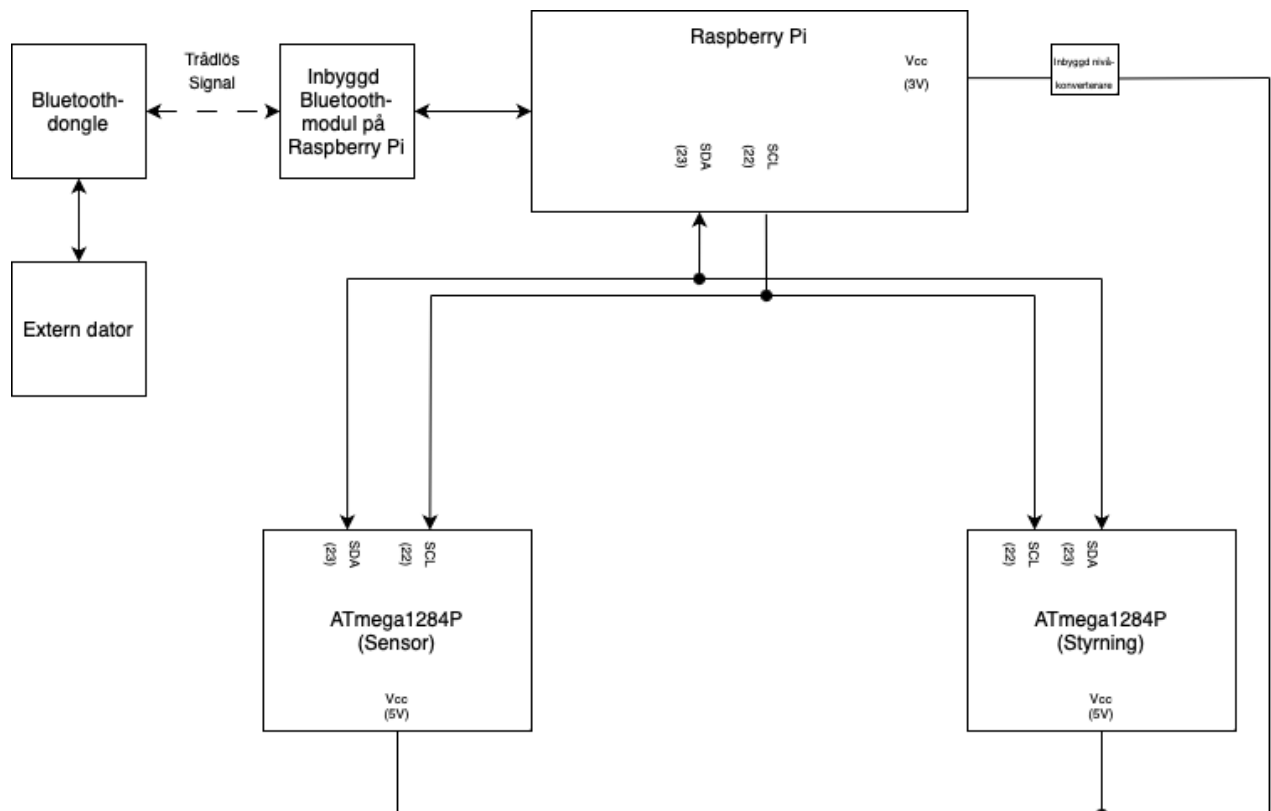 Raspberry Pi
Vcc
(3V)
Inbyggd nivå-
konverterare
Trådlös
Signal
Bluetooth-
dongle
Inbyggd
Bluetooth-
modul på
Raspberry Pi
SDA
(23)
SCL
(22)
Extern dator
SDA
(23)
SCL
(22)
ATmega1284P
(Sensor)
Vcc
(5V)
SCL
(22)
SDA
(23)
ATmega1284P
(Styrning)
Vcc
(5V)